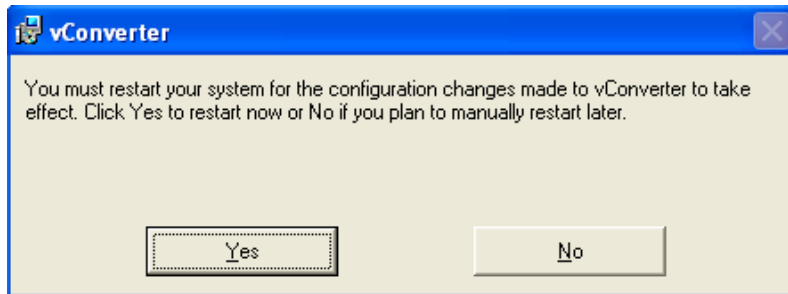 vConverter
You must restart your system for the configuration changes made to vConverter to take
effect. Click Yes to restart now or No if you plan to manually restart later.
Yes
No